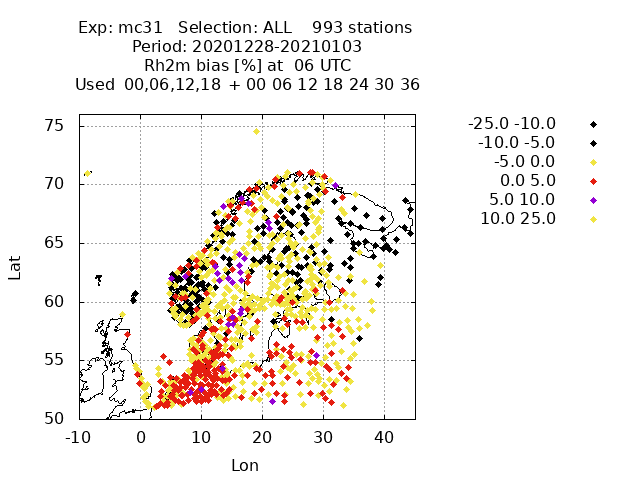 Exp: mc31 Selection: ALL 993 stations
Period: 20201228-20210103
Rh2m bias [%] at 06 UTC
Used 00,06,12,18 + 00 06 12 18 24 30 36
-25.0 -10.0
-10.0 -5.0
-5.0 0.0
0.0 5.0
5.0 10.0
10.0 25.0
75
70
65
60
55
50
Lat
-10 0 10 20 30 40
Lon